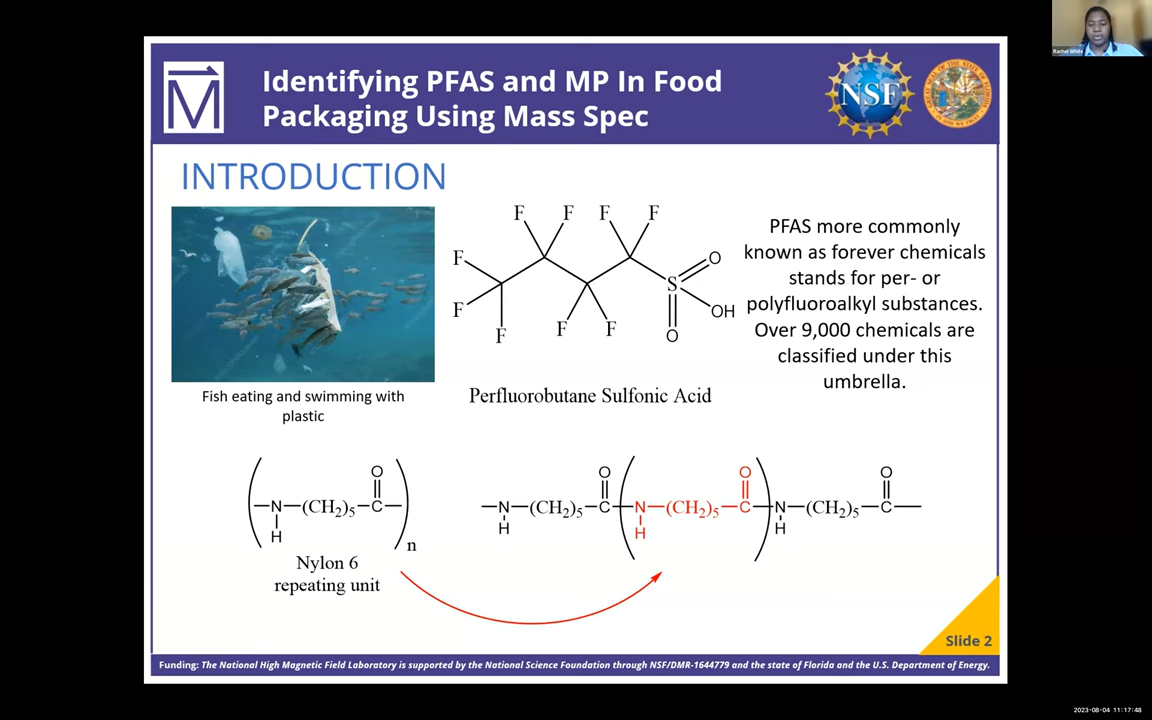 Rachel White
Identifying PFAS and MP In Food
Packaging Using Mass Spec
NSF
INTRODUCTION
F F F F
F
F
F
F F
S
O
OH
O
PFAS more commonly
known as forever chemicals
stands for per- or
polyfluoroalkyl substances.
Over 9,000 chemicals are
classified under this
umbrella.
Fish eating and swimming with
plastic
Perfluorobutane Sulfonic Acid
O
N—(CH₂)₅—C
H
n
Nylon 6
repeating unit
O O O
N—(CH₂)₅—C—N—(CH₂)₅—C—N—(CH₂)₅—C
H H H
Slide 2
Funding: The National High Magnetic Field Laboratory is supported by the National Science Foundation through NSF/DMR-1644779 and the state of Florida and the U.S. Department of Energy.
2023-08-04 11:17:48